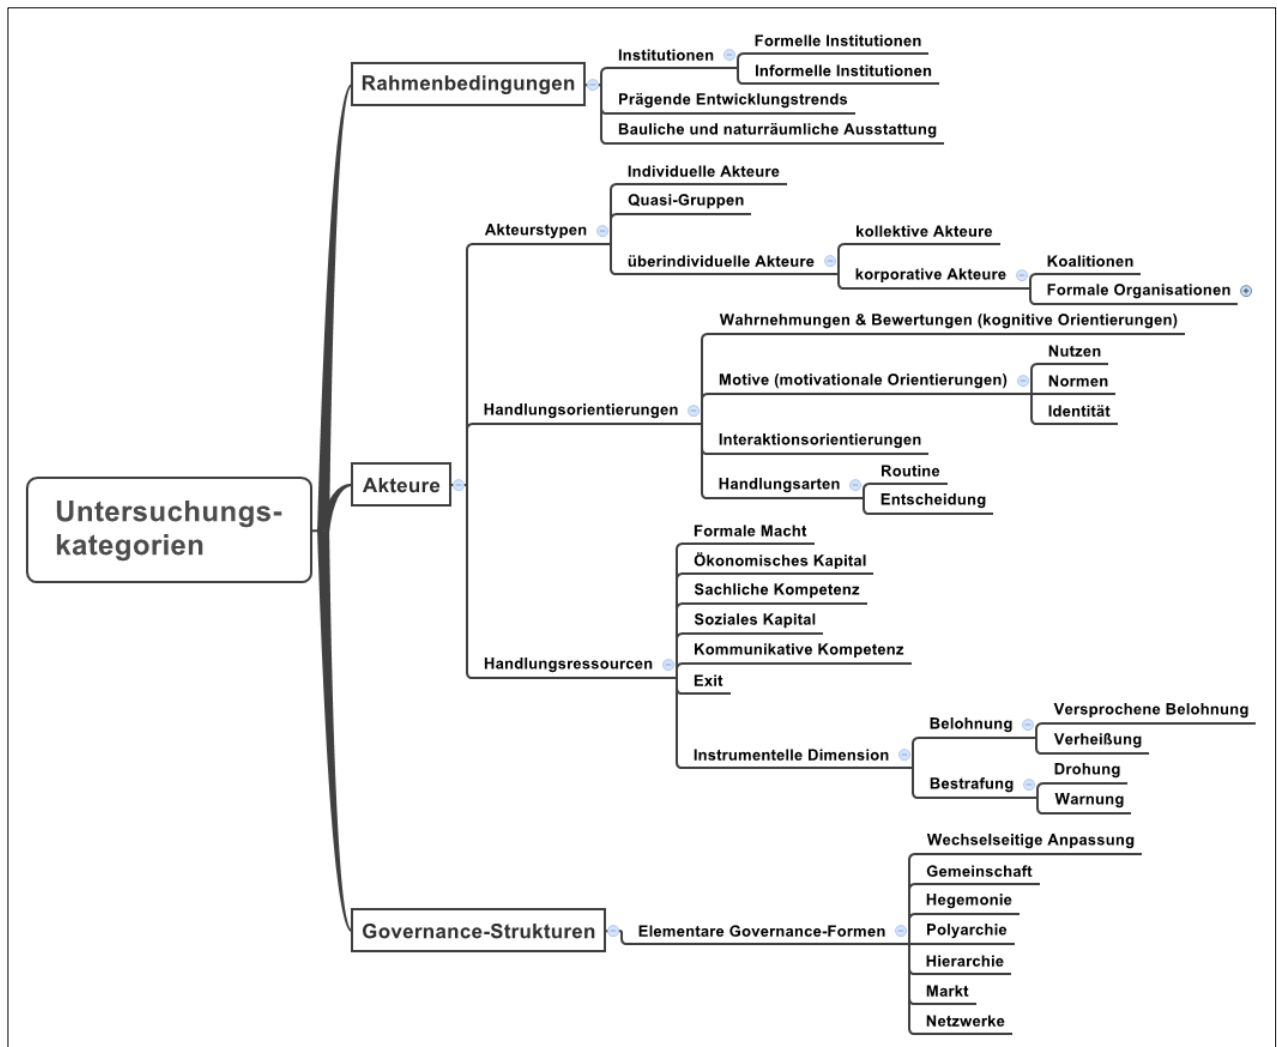 Untersuchungs-
kategorien
Rahmenbedingungen
Institutionen
Formelle Institutionen
Informelle Institutionen
Prägende Entwicklungstrends
Bauliche und naturräumliche Ausstattung
Akteure
Akteurstypen
Individuelle Akteure
Quasi-Gruppen
überindividuelle Akteure
kollektive Akteure
korporative Akteure
Koalitionen
Formale Organisationen
Handlungsorientierungen
Wahrnehmungen & Bewertungen (kognitive Orientierungen)
Motive (motivationale Orientierungen)
Nutzen
Normen
Identität
Interaktionsorientierungen
Handlungsarten
Routine
Entscheidung
Handlungsressourcen
Formale Macht
Ökonomisches Kapital
Sachliche Kompetenz
Soziales Kapital
Kommunikative Kompetenz
Exit
Instrumentelle Dimension
Belohnung
Versprochene Belohnung
Verheißung
Bestrafung
Drohung
Warnung
Governance-Strukturen
Elementare Governance-Formen
Wechselseitige Anpassung
Gemeinschaft
Hegemonie
Polyarchie
Hierarchie
Markt
Netzwerke